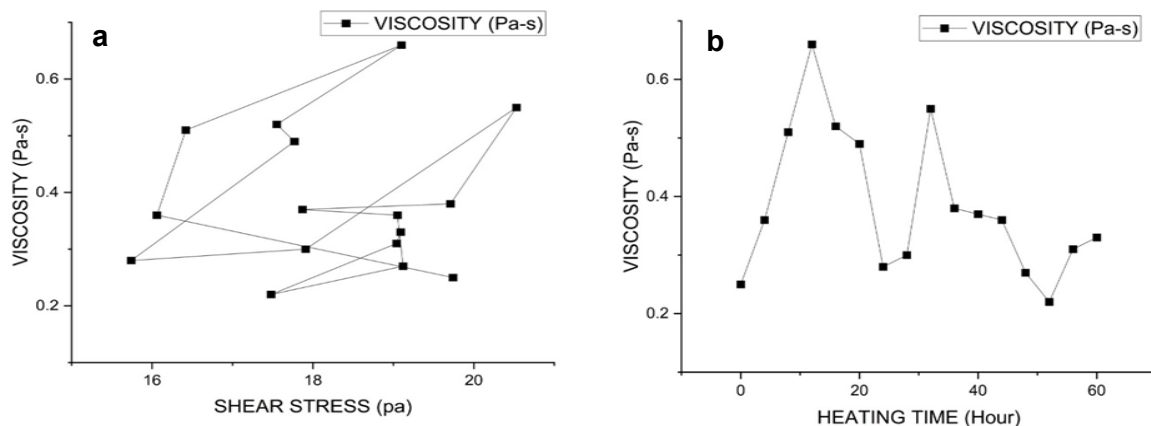 a
VISCOSITY (Pa-s)
0.6
0.4
0.2
VISCOSITY (Pa-s)
16 18 20
SHEAR STRESS (pa)
b
VISCOSITY (Pa-s)
0.6
0.4
0.2
VISCOSITY (Pa-s)
0 20 40 60
HEATING TIME (Hour)